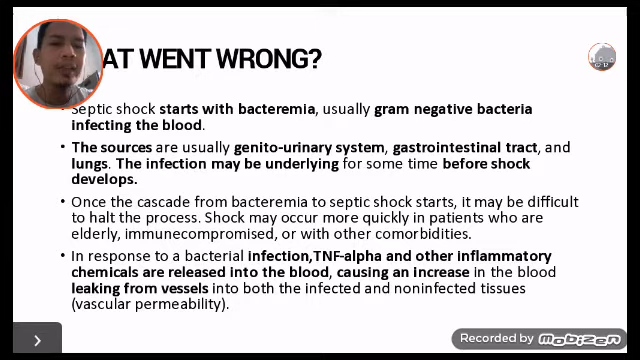 AT WENT WRONG?
• Septic shock starts with bacteremia, usually gram negative bacteria
infecting the blood.
• The sources are usually genito-urinary system, gastrointestinal tract, and
lungs. The infection may be underlying for some time before shock
develops.
• Once the cascade from bacteremia to septic shock starts, it may be difficult
to halt the process. Shock may occur more quickly in patients who are
elderly, immunecompromised, or with other comorbidities.
• In response to a bacterial infection,TNF-alpha and other inflammatory
chemicals are released into the blood, causing an increase in the blood
leaking from vessels into both the infected and noninfected tissues
(vascular permeability).
Recorded by mobizen